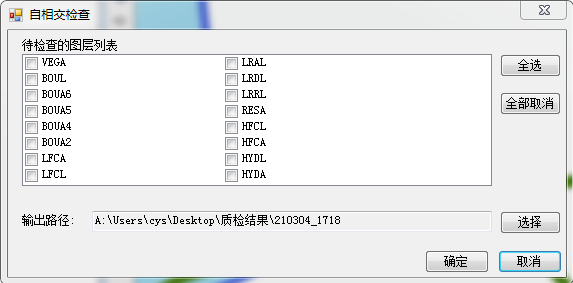 自相交检查
待检查的图层列表
VEGA LRAL
BOUL LRDL
BOUA6 LRRL
BOUA5 RESA
BOUA4 HFCL
BOUA2 HFCA
LFCA HYDL
LFCL HYDA
全选
全部取消
输出路径: A:\Users\cys\Desktop\质检结果\210304_1718
选择
确定 取消